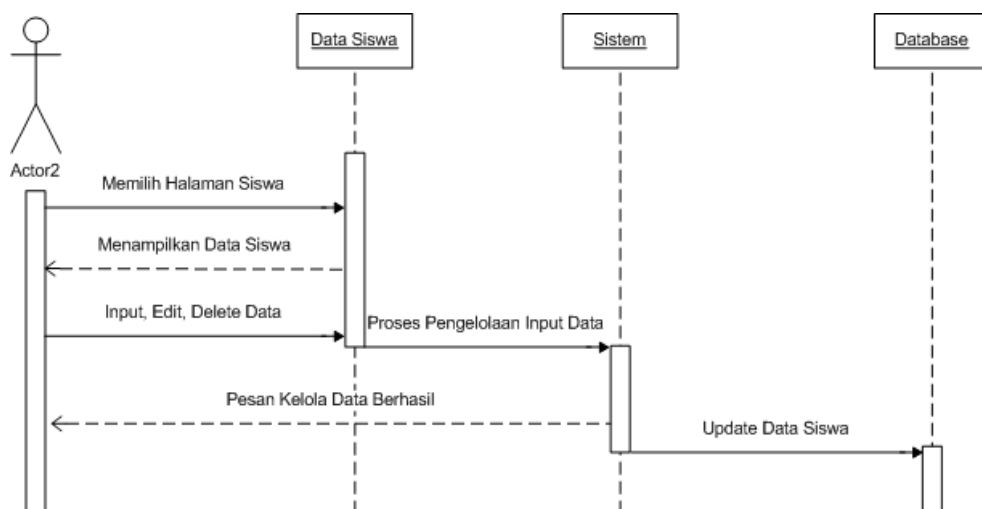 Data Siswa
Sistem
Database
Actor2
Memilih Halaman Siswa
Menampilkan Data Siswa
Input, Edit, Delete Data
Proses Pengelolaan Input Data
Pesan Kelola Data Berhasil
Update Data Siswa